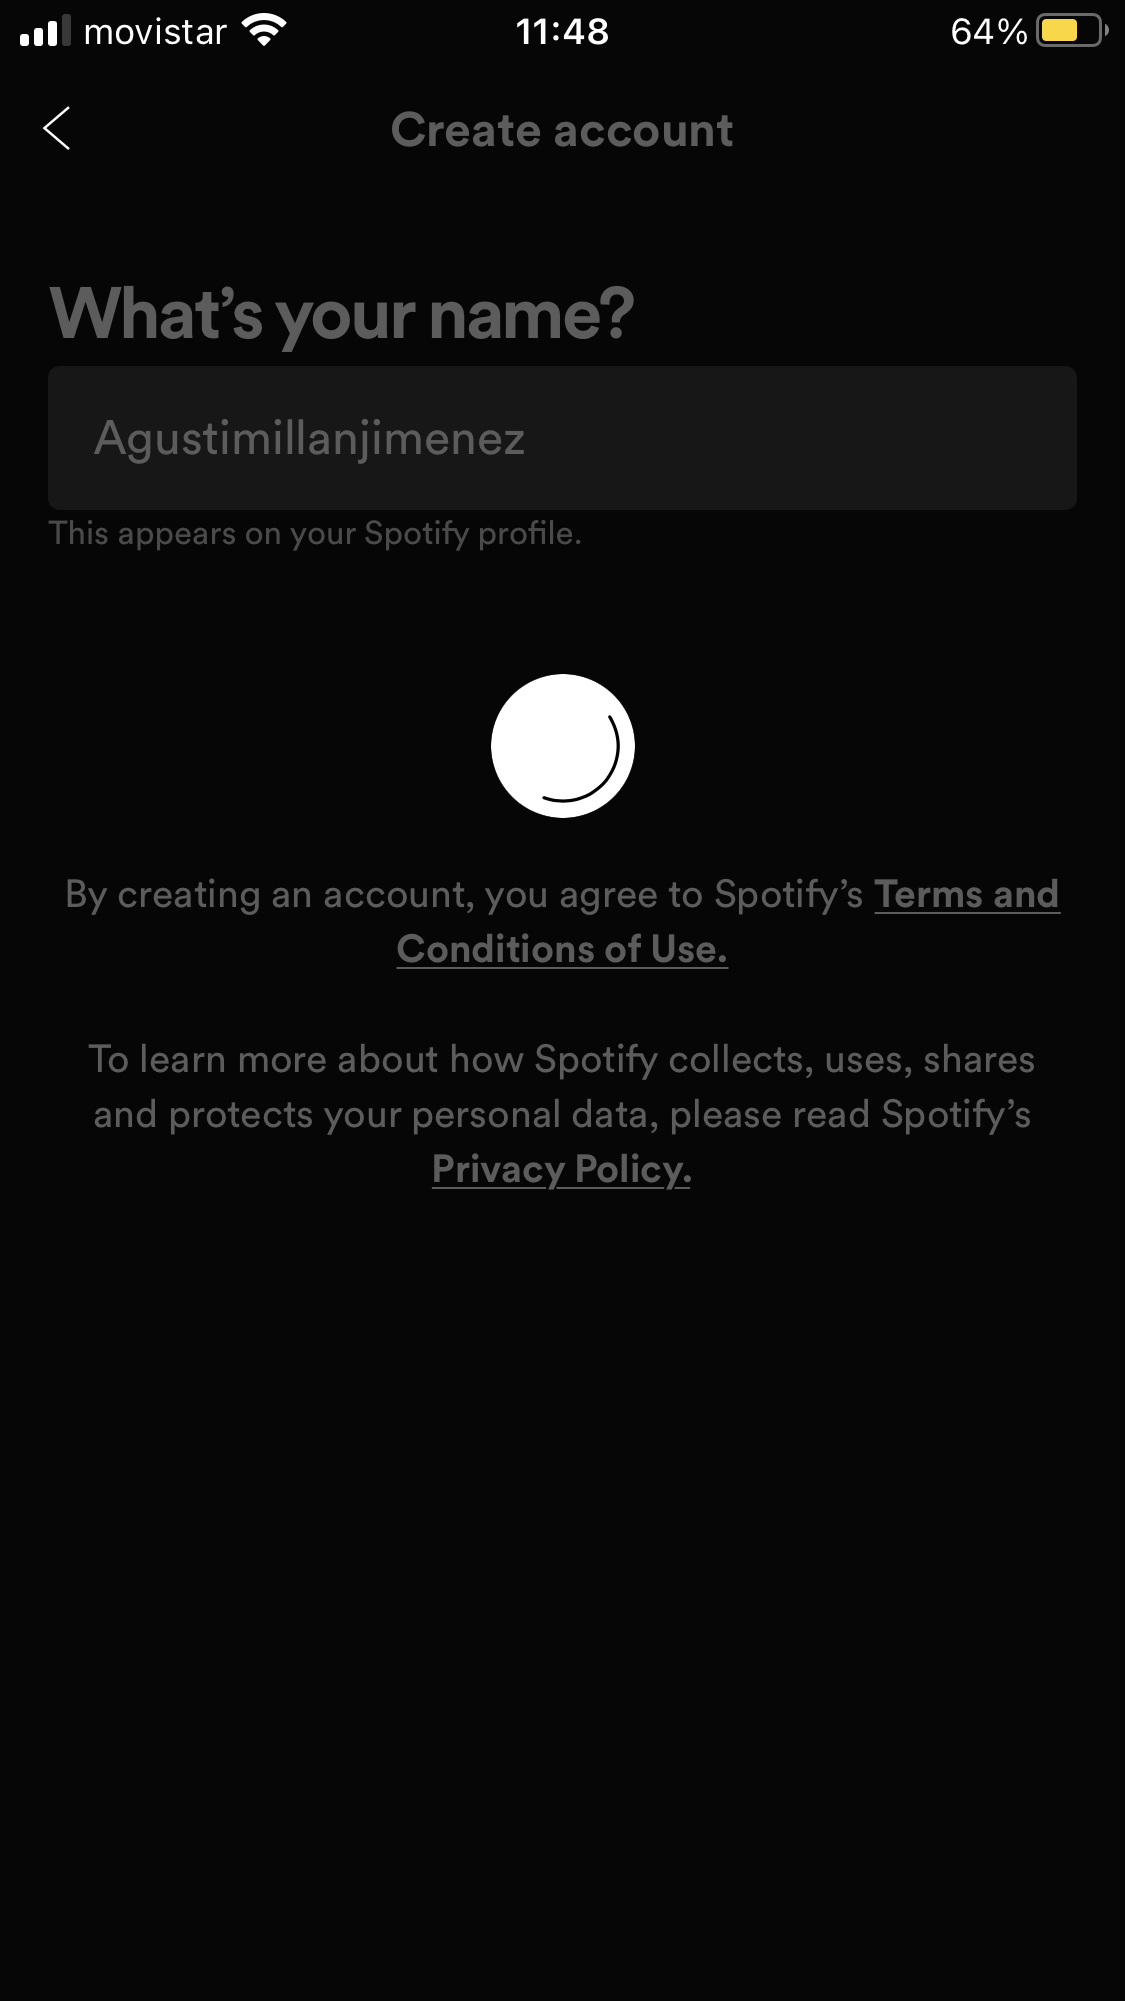 movistar 11:48 64%
Create account
What’s your name?
Agustimillanjimenez
This appears on your Spotify profile.
By creating an account, you agree to Spotify’s Terms and
Conditions of Use.
To learn more about how Spotify collects, uses, shares
and protects your personal data, please read Spotify’s
Privacy Policy.